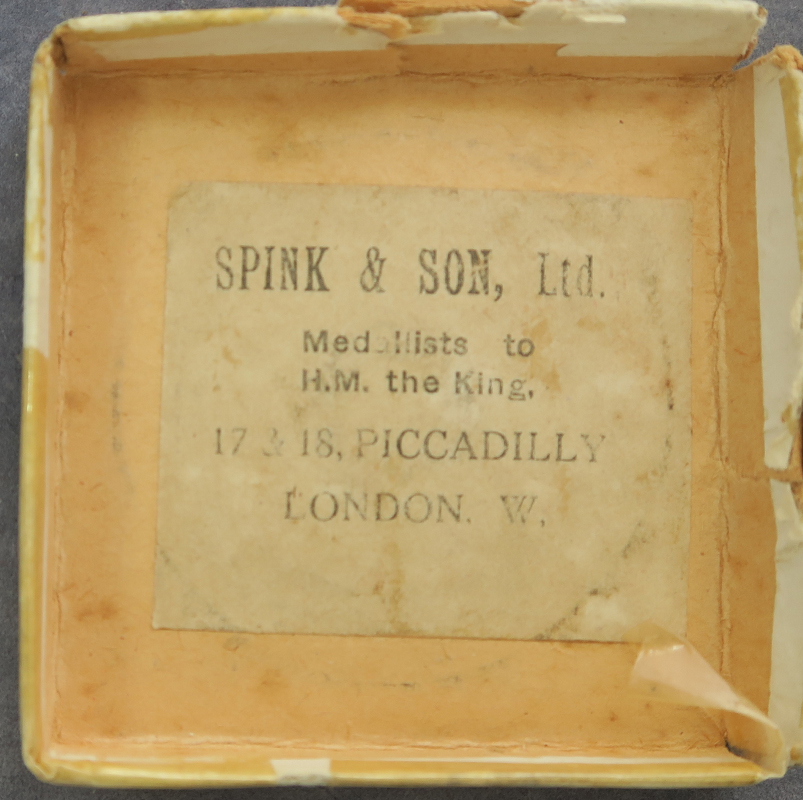 SPINK & SON, Ltd.
Medallists to
H.M. the King,
17 & 18, PICCADILLY
LONDON. W,